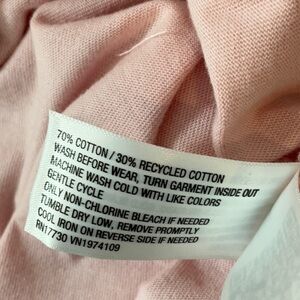 70% COTTON / 30% RECYCLED COTTON
WASH BEFORE WEAR, TURN GARMENT INSIDE OUT
MACHINE WASH COLD WITH LIKE COLORS
GENTLE CYCLE
ONLY NON-CHLORINE BLEACH IF NEEDED
TUMBLE DRY LOW, REMOVE PROMPTLY
COOL IRON ON REVERSE SIDE IF NEEDED
RN17730 VN1974109